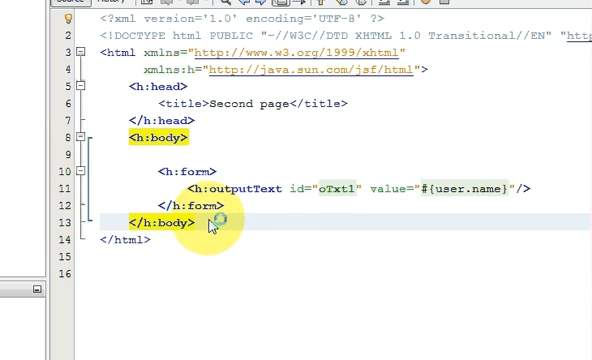 <?xml version='1.0' encoding='UTF-8' ?>
2 <!DOCTYPE html PUBLIC "-//W3C//DTD XHTML 1.0 Transitional//EN" "http
3 <html xmlns="http://www.w3.org/1999/xhtml"
4 xmlns:h="http://java.sun.com/jsf/html">
5 <h:head>
6 <title>Second page</title>
7 </h:head>
8 <h:body>
9
10 <h:form>
11 <h:outputText id="oTxt1" value="#{user.name}"/>
12 </h:form>
13 </h:body>
14 </html>
15
16